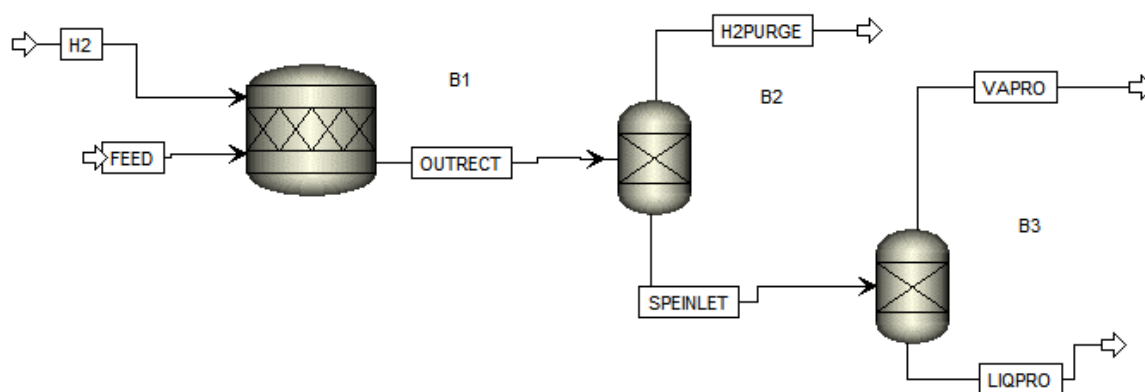 H2
B1
H2PURGE
B2
VAPRO
FEED
OUTRECT
B3
SPEINLET
LIQPRO